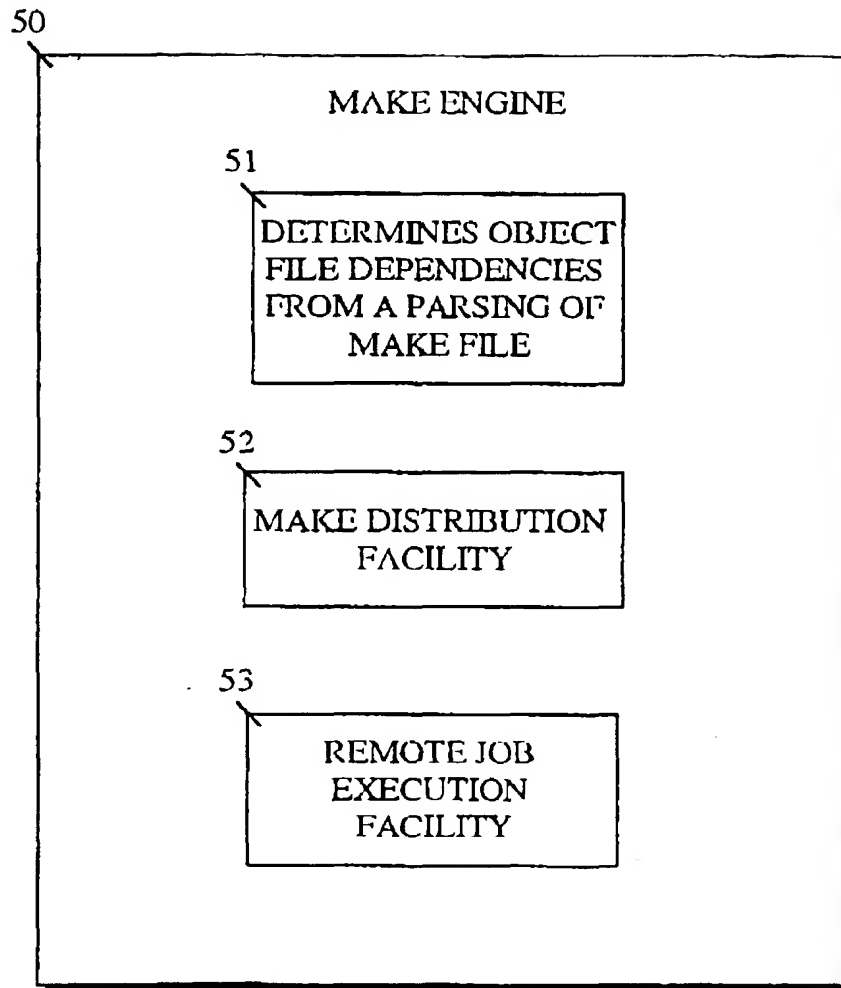 50
MAKE ENGINE
51
DETERMINES OBJECT
FILE DEPENDENCIES
FROM A PARSING OF
MAKE FILE
52
MAKE DISTRIBUTION
FACILITY
53
REMOTE JOB
EXECUTION
FACILITY